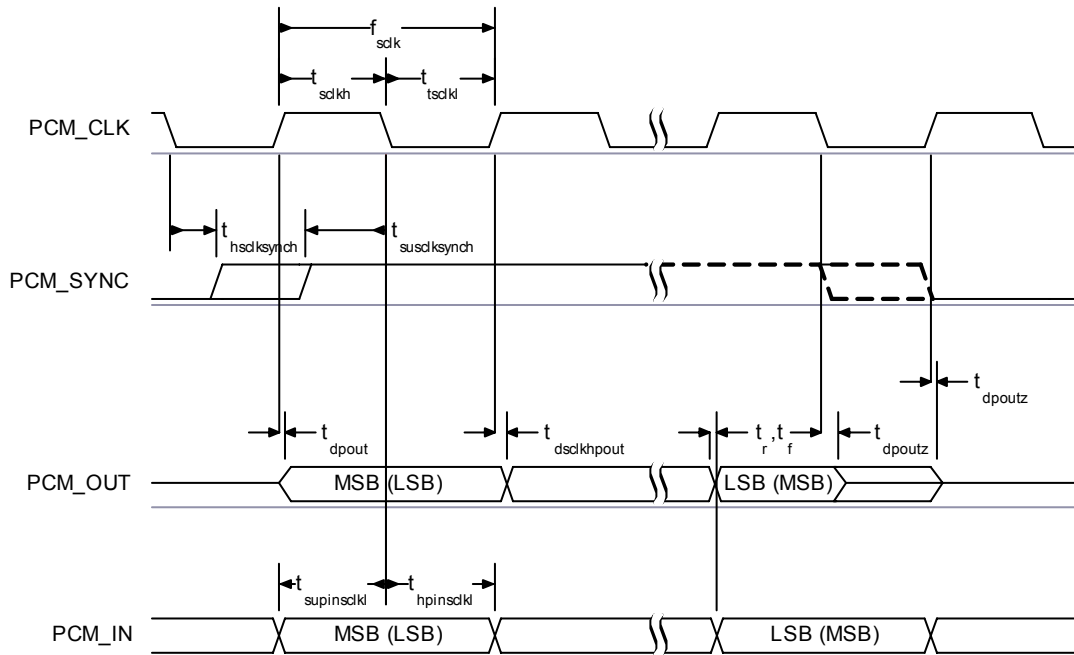 f sclk
t sclkh
t tsclkl
PCM_CLK
t hsclksynch
t susclksynch
PCM_SYNC
t dpoutz
t dpout
t dsclkhpout
t r ,t f
t dpoutz
PCM_OUT
MSB (LSB)
LSB (MSB)
t supinsclkl
t hpinsclkl
PCM_IN
MSB (LSB)
LSB (MSB)